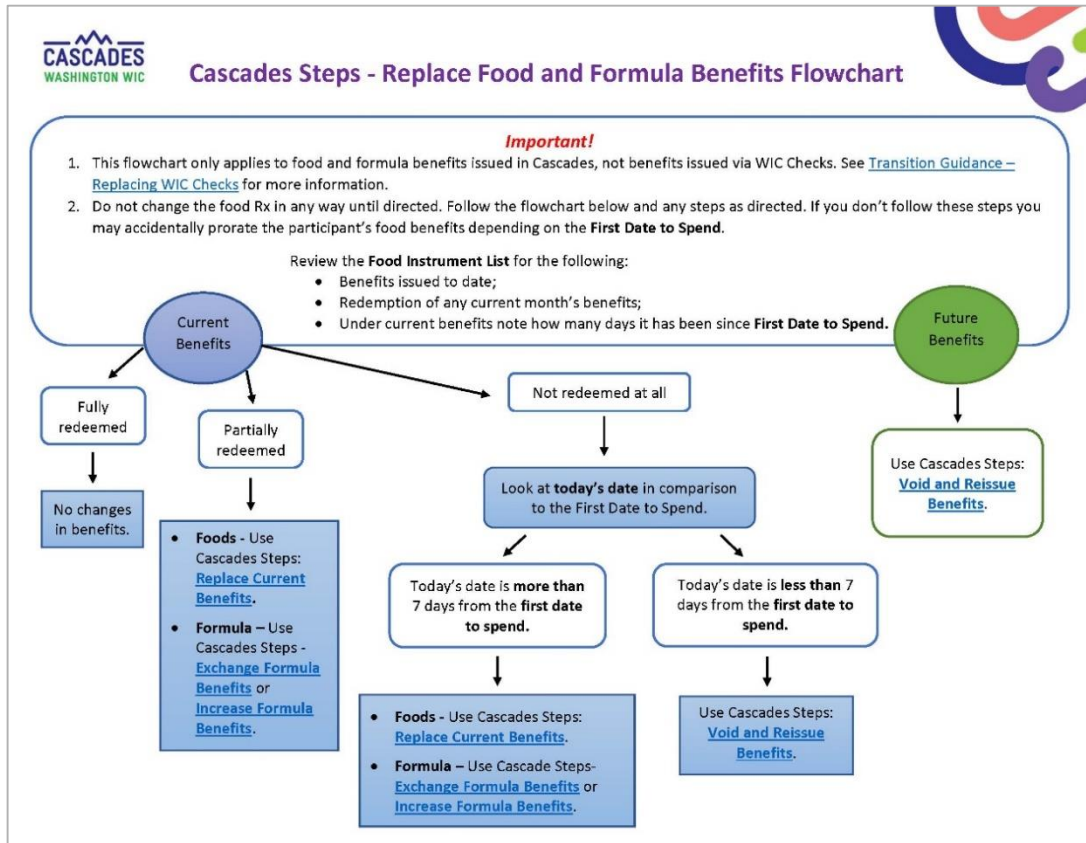 CASCADES
WASHINGTON WIC
Cascades Steps - Replace Food and Formula Benefits Flowchart
Important!
1. This flowchart only applies to food and formula benefits issued in Cascades, not benefits issued via WIC Checks. See Transition Guidance –
Replacing WIC Checks for more information.
2. Do not change the food Rx in any way until directed. Follow the flowchart below and any steps as directed. If you don't follow these steps you
may accidentally prorate the participant's food benefits depending on the First Date to Spend.
Review the Food Instrument List for the following:
• Benefits issued to date;
• Redemption of any current month's benefits;
• Under current benefits note how many days it has been since First Date to Spend.
Current
Benefits
Future
Benefits
Fully
redeemed
Partially
redeemed
Not redeemed at all
No changes
in benefits.
• Foods - Use
Cascades Steps:
Replace Current
Benefits.
• Formula – Use
Cascades Steps -
Exchange Formula
Benefits or
Increase Formula
Benefits.
Look at today's date in comparison
to the First Date to Spend.
Today's date is more than
7 days from the first date
to spend.
Today's date is less than 7
days from the first date to
spend.
• Foods - Use Cascades Steps:
Replace Current Benefits.
• Formula – Use Cascade Steps-
Exchange Formula Benefits or
Increase Formula Benefits.
Use Cascades Steps:
Void and Reissue
Benefits.
Use Cascades Steps:
Void and Reissue
Benefits.